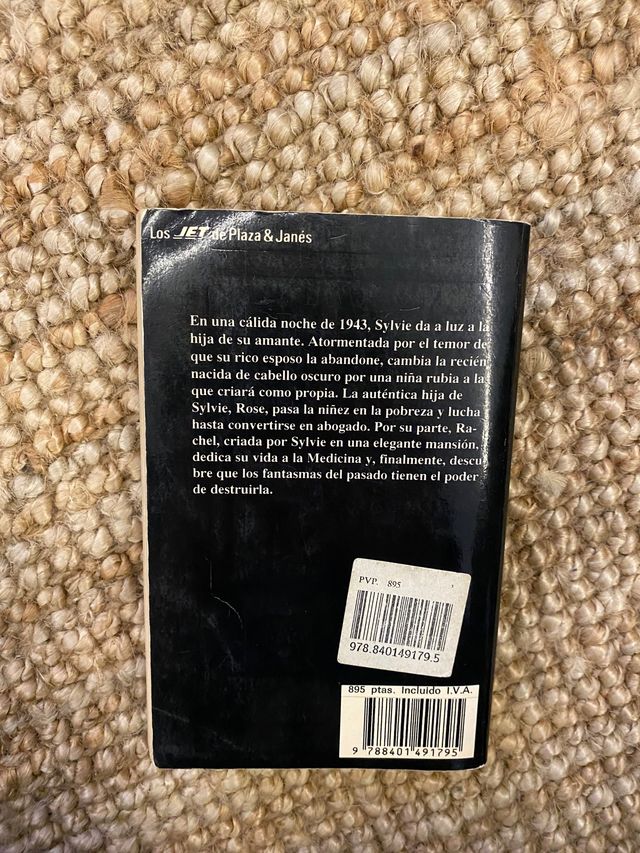 Los JET de Plaza & Janés
En una cálida noche de 1943, Sylvie da a luz a la
hija de su amante. Atormentada por el temor de
que su rico esposo la abandone, cambia la recién
nacida de cabello oscuro por una niña rubia a la
que criará como propia. La auténtica hija de
Sylvie, Rose, pasa la niñez en la pobreza y lucha
hasta convertirse en abogado. Por su parte, Ra-
chel, criada por Sylvie en una elegante mansión,
dedica su vida a la Medicina y, finalmente, descu
bre que los fantasmas del pasado tienen el poder
de destruirla.
PVP. 895
978.840149179.5
895 ptas. Incluido I.V.A.
9 788401 491795